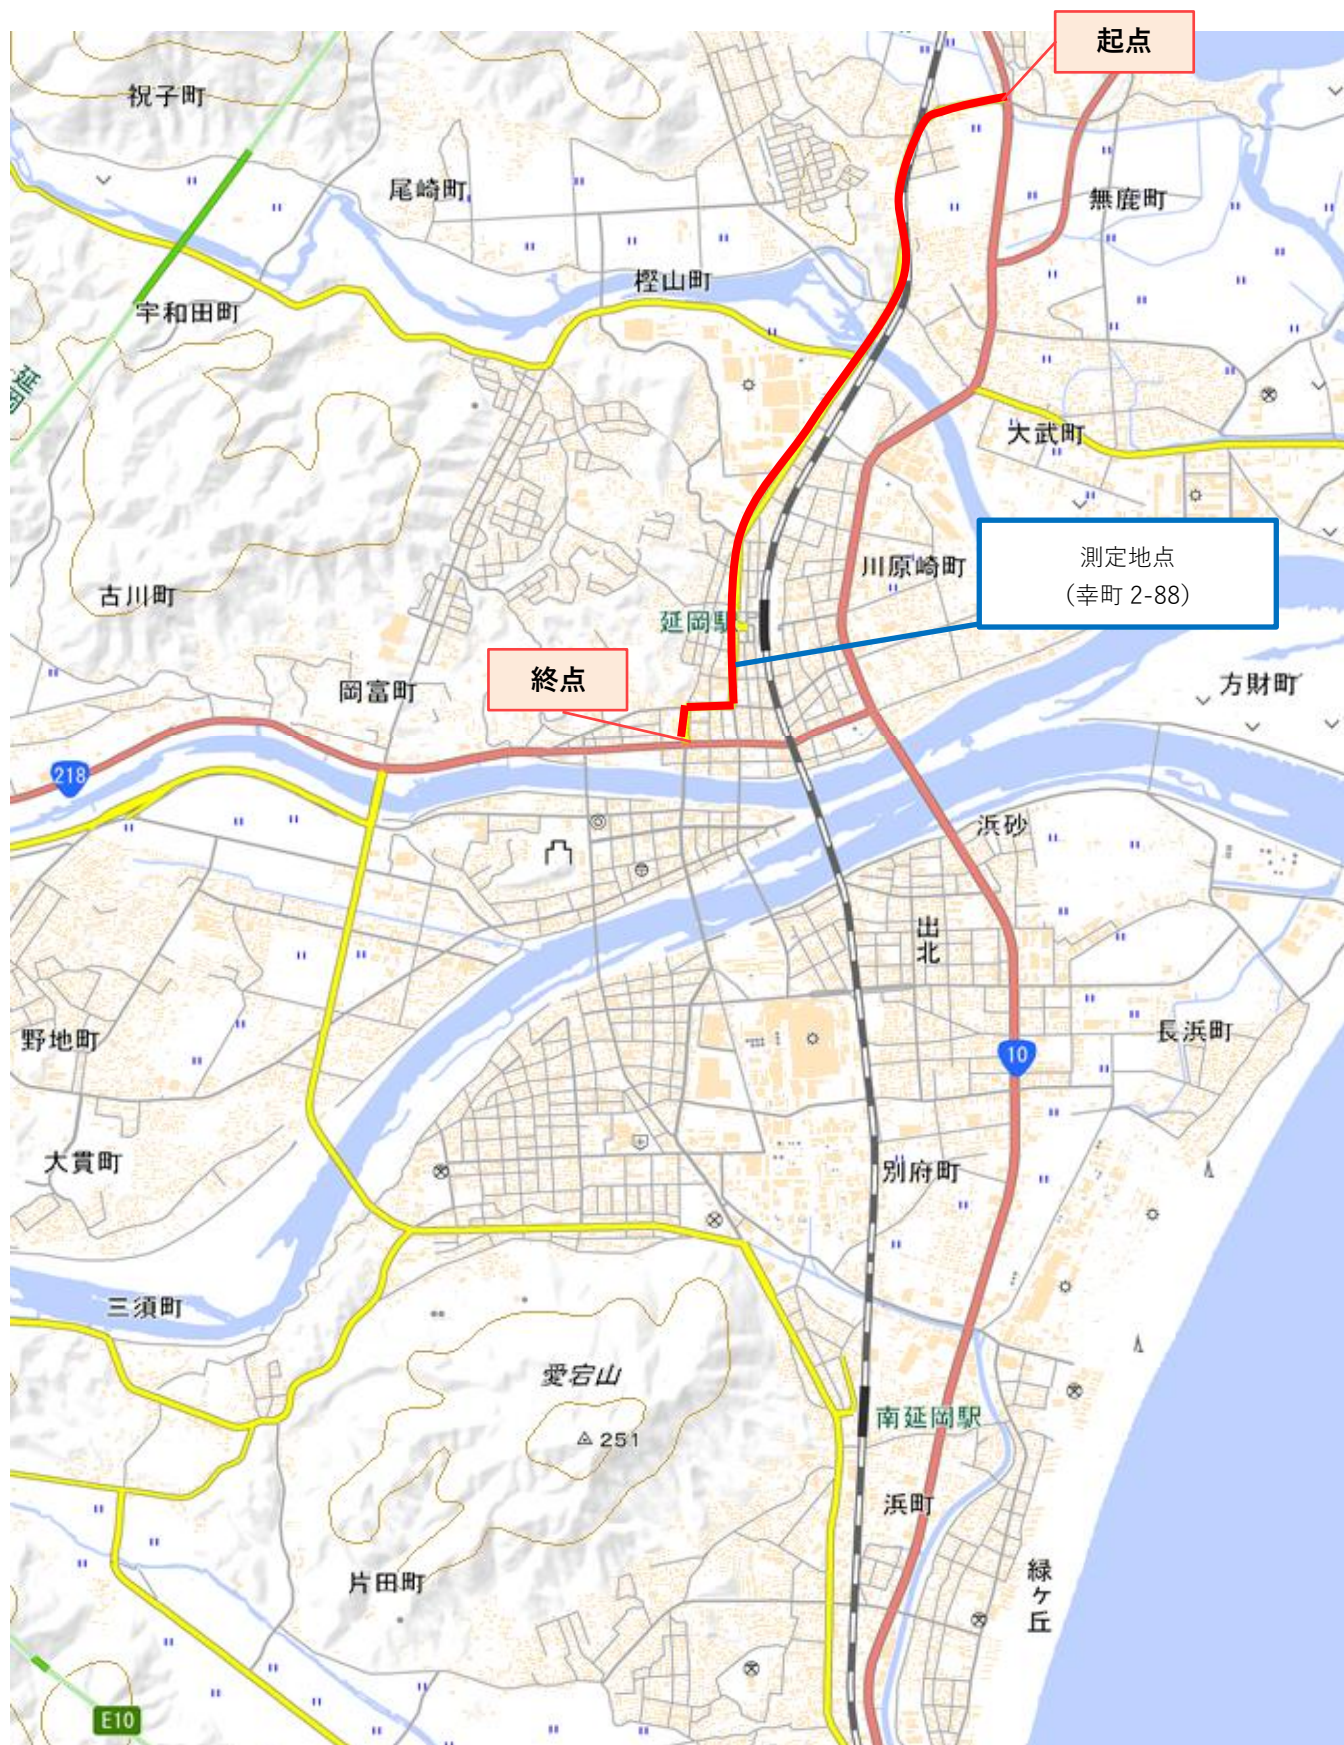 起点
祝子町
尾崎町
無鹿町
樫山町
宇和田町
延岡
大武町
測定地点
（幸町 2-88）
川原崎町
古川町
延岡駅
終点
岡富町
方財町
218
浜砂
出北
野地町
長浜町
10
大貫町
別府町
三須町
愛宕山
251
南延岡駅
浜町
片田町
緑ケ丘
E10